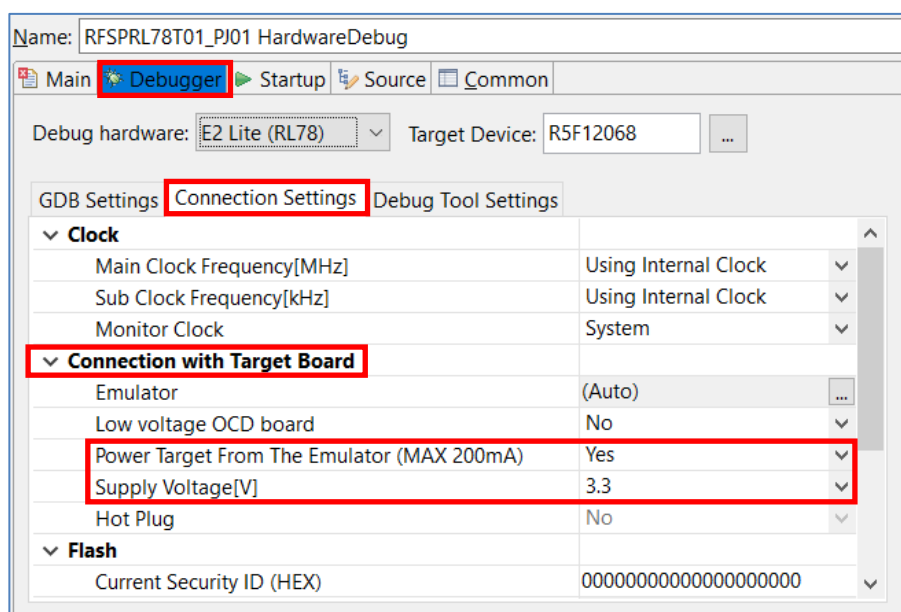 Name: RFSPRL78T01_PJ01 HardwareDebug
Main Debugger Startup Source Common
Debug hardware: E2 Lite (RL78) Target Device: R5F12068 ...
GDB Settings Connection Settings Debug Tool Settings
Clock
Main Clock Frequency[MHz] Using Internal Clock
Sub Clock Frequency[kHz] Using Internal Clock
Monitor Clock System
Connection with Target Board
Emulator (Auto) ...
Low voltage OCD board No
Power Target From The Emulator (MAX 200mA) Yes
Supply Voltage[V] 3.3
Hot Plug No
Flash
Current Security ID (HEX) 00000000000000000000